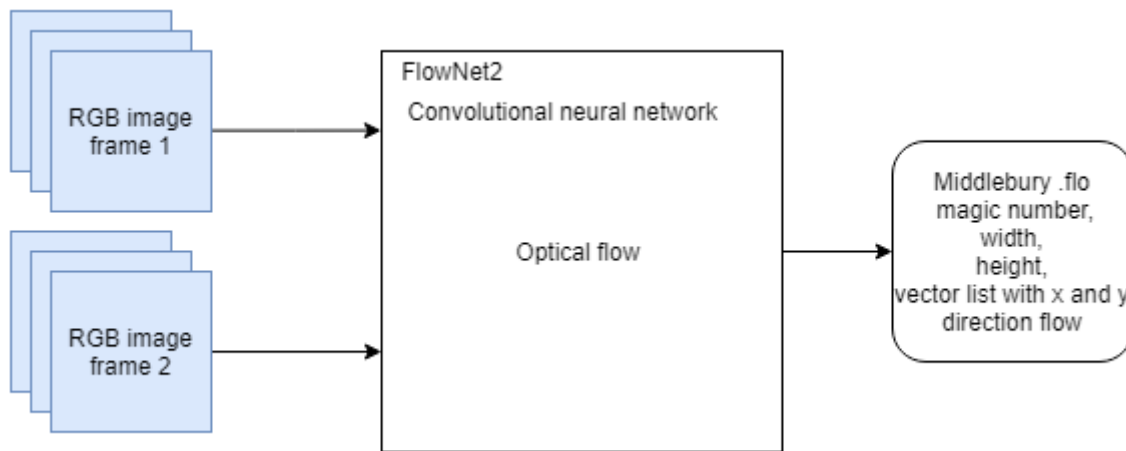 RGB image
frame 1
RGB image
frame 2
FlowNet2
Convolutional neural network
Optical flow
Middlebury .flo
magic number,
width,
height,
vector list with x and y
direction flow